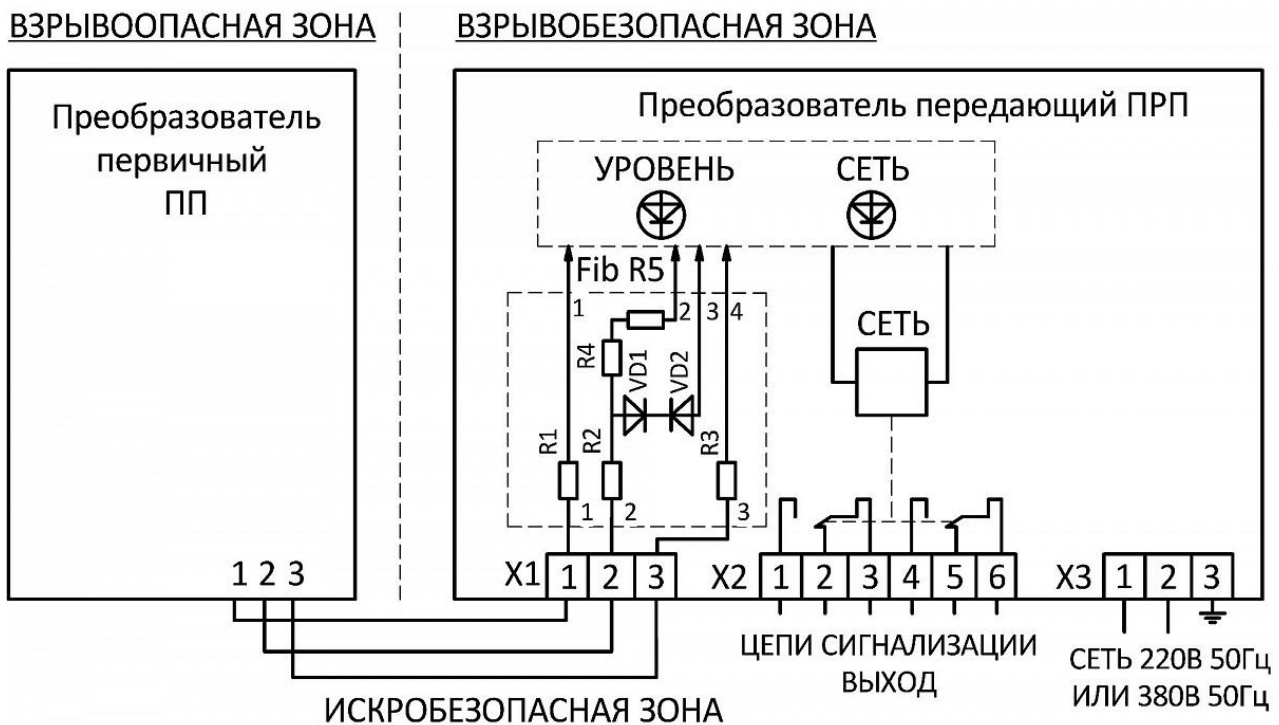 ВЗРЫВООПАСНАЯ ЗОНА
ВЗРЫВОБЕЗОПАСНАЯ ЗОНА
Преобразователь
первичный
ПП
1 2 3
Преобразователь передающий ПРП
УРОВЕНЬ
СЕТЬ
Fib R5
1
2
3
4
СЕТЬ
R4
VD1
VD2
R1
R2
R3
1
2
3
X1 1 2 3
X2 1 2 3 4 5 6
X3 1 2 3
ЦЕПИ СИГНАЛИЗАЦИИ
ВЫХОД
СЕТЬ 220В 50Гц
ИЛИ 380В 50Гц
ИСКРОБЕЗОПАСНАЯ ЗОНА